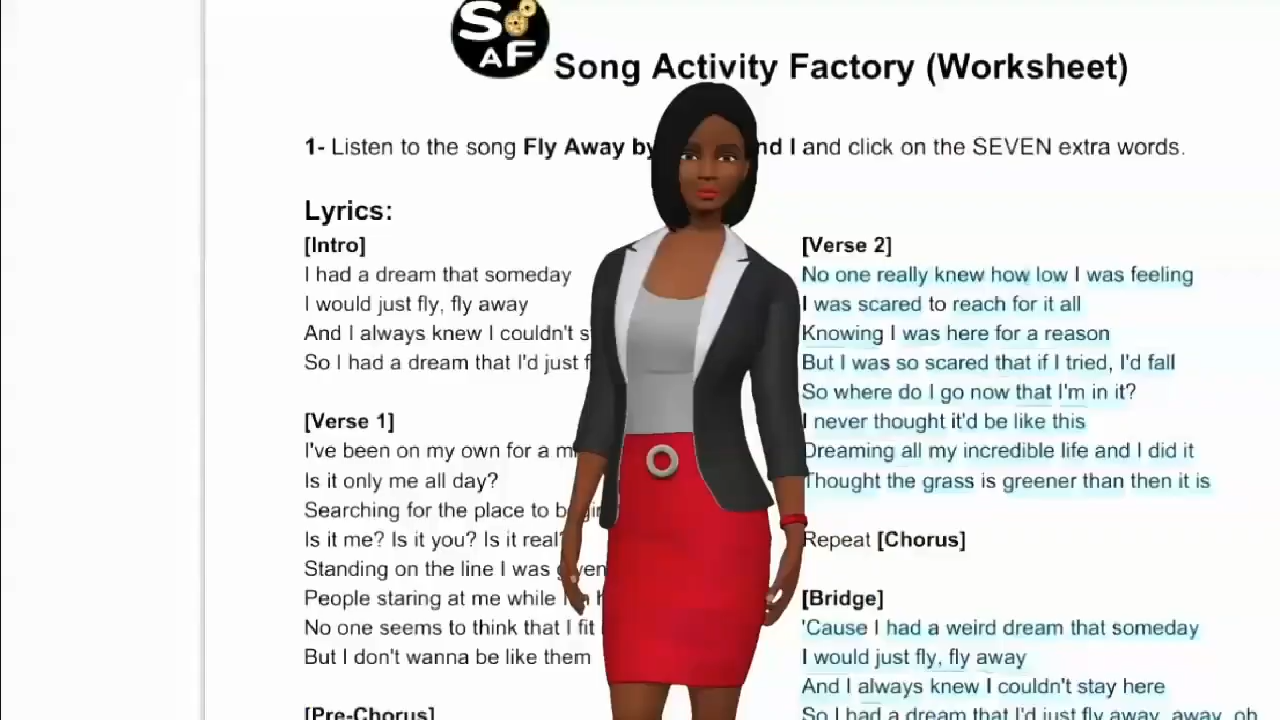 S
AF
Song Activity Factory (Worksheet)
1- Listen to the song Fly Away by nd I and click on the SEVEN extra words.
Lyrics:
[Intro]
I had a dream that someday
I would just fly, fly away
And I always knew I couldn't s
So I had a dream that I'd just f
[Verse 1]
I've been on my own for a m
Is it only me all day?
Searching for the place to begin
Is it me? Is it you? Is it real?
Standing on the line I was given
People staring at me while I'm h
No one seems to think that I fit
But I don't wanna be like them
[Pre-Chorus]
[Verse 2]
No one really knew how low I was feeling
I was scared to reach for it all
Knowing I was here for a reason
But I was so scared that if I tried, I'd fall
So where do I go now that I'm in it?
I never thought it'd be like this
Dreaming all my incredible life and I did it
Thought the grass is greener than then it is
Repeat [Chorus]
[Bridge]
'Cause I had a weird dream that someday
I would just fly, fly away
And I always knew I couldn't stay here
So I had a dream that I'd just fly away, away, oh